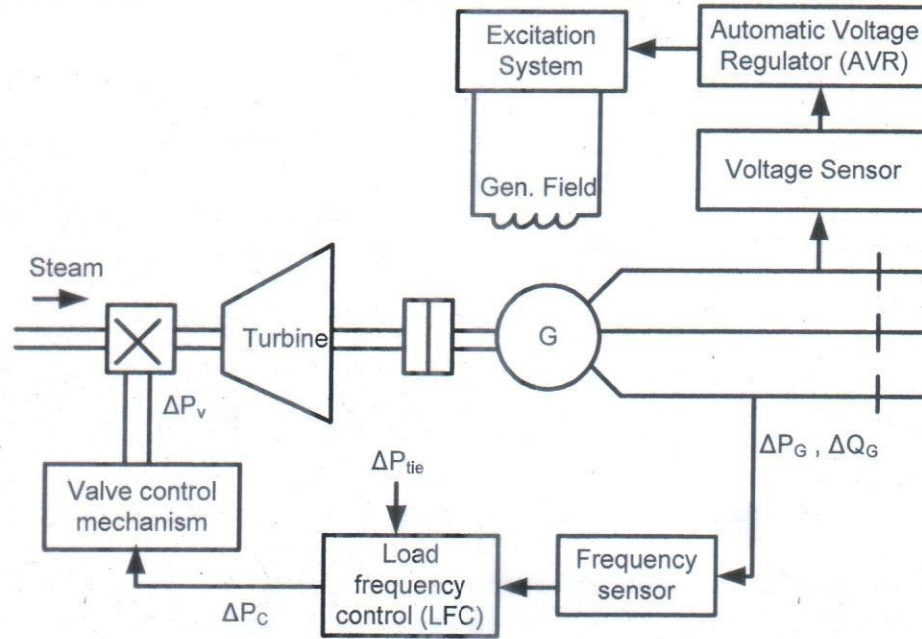 Excitation
System
Automatic Voltage
Regulator (AVR)
Gen. Field
Voltage Sensor
Steam
Turbine
G
ΔPv
ΔPG , ΔQG
ΔPtie
Valve control
mechanism
Load
frequency
control (LFC)
Frequency
sensor
ΔPC